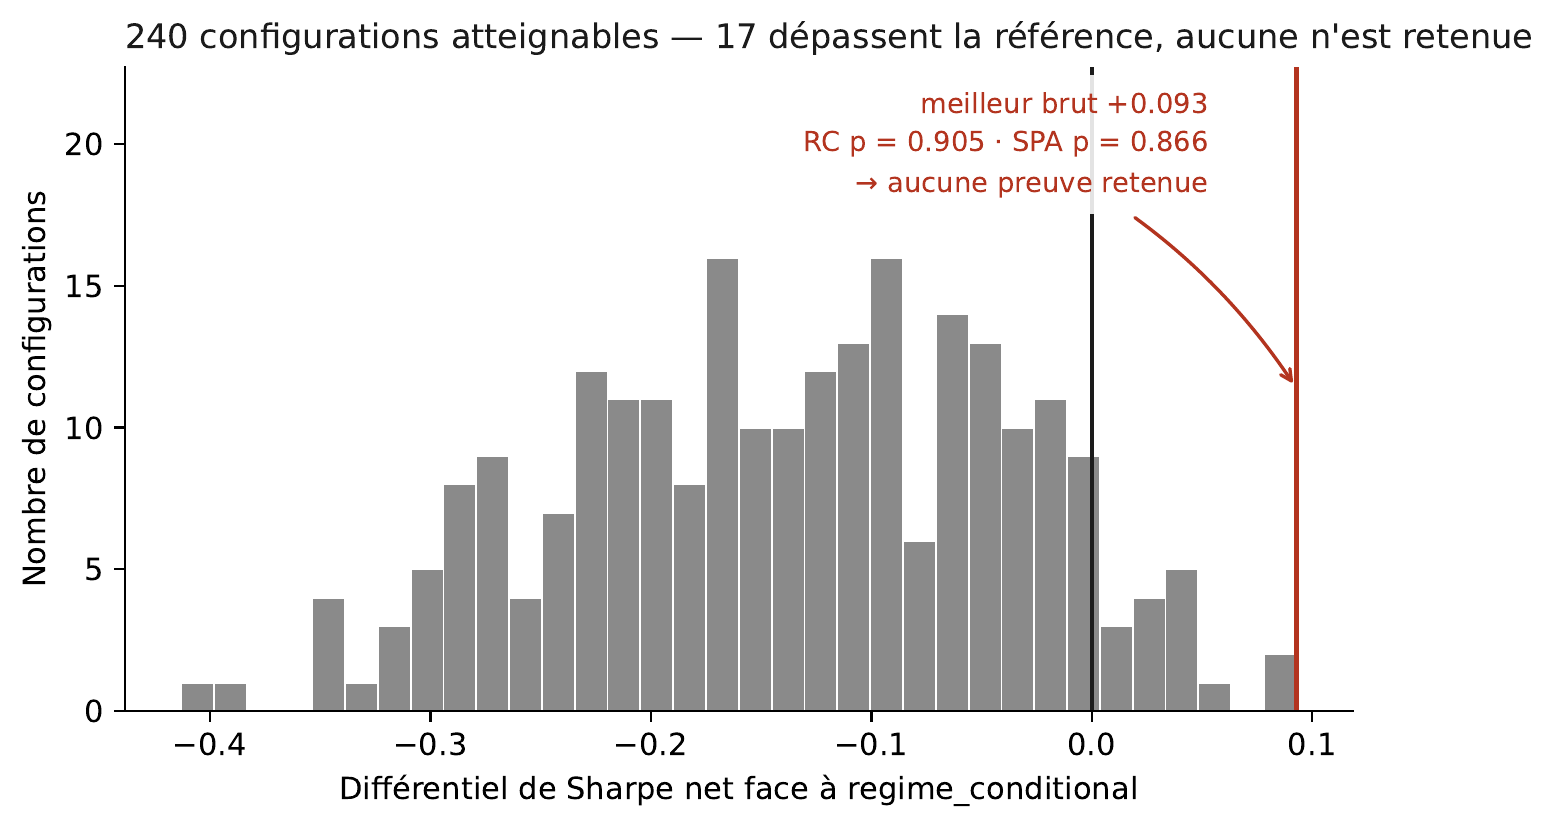 240 configurations atteignables — 17 dépassent la référence, aucune n'est retenue
meilleur brut +0.093
RC p = 0.905 · SPA p = 0.866
→ aucune preuve retenue
Nombre de configurations
20
15
10
5
0
−0.4
−0.3
−0.2
−0.1
0.0
0.1
Différentiel de Sharpe net face à regime_conditional